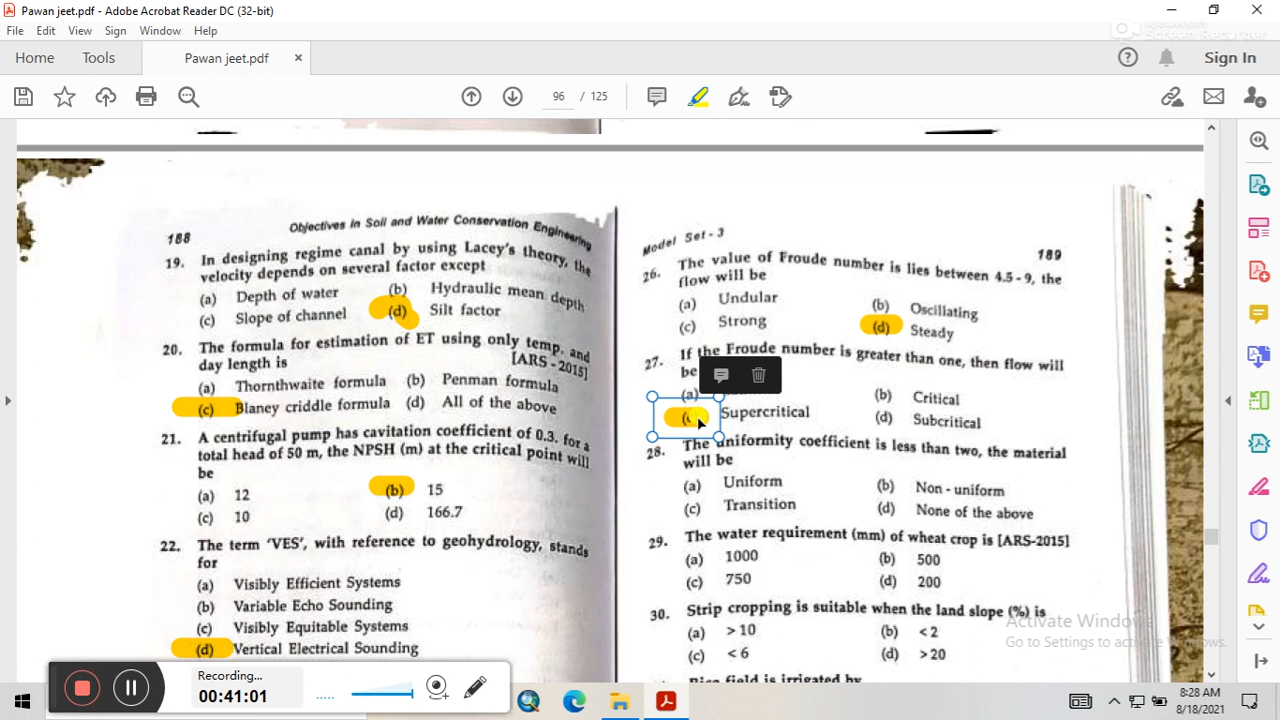 Pawan jeet.pdf - Adobe Acrobat Reader DC (32-bit)
File Edit View Sign Window Help
Screen Recorder
Home Tools Pawan jeet.pdf × Sign In
96 / 125
188 Objectives in Soil and Water Conservation Engineering
19. In designing regime canal by using Lacey's theory, the
velocity depends on several factor except
(a) Depth of water (b) Hydraulic mean depth
(c) Slope of channel (d) Silt factor
20. The formula for estimation of ET using only temp. and
day length is [ARS - 2015]
(a) Thornthwaite formula (b) Penman formula
(c) Blaney criddle formula (d) All of the above
21. A centrifugal pump has cavitation coefficient of 0.3. for a
total head of 50 m, the NPSH (m) at the critical point will
be
(a) 12 (b) 15
(c) 10 (d) 166.7
22. The term 'VES', with reference to geohydrology, stands
for
(a) Visibly Efficient Systems
(b) Variable Echo Sounding
(c) Visibly Equitable Systems
(d) Vertical Electrical Sounding
Model Set - 3 189
26. The value of Froude number is lies between 4.5 - 9, the
flow will be
(a) Undular (b) Oscillating
(c) Strong (d) Steady
27. If the Froude number is greater than one, then flow will
be
(a) (b) Critical
(c) Supercritical (d) Subcritical
28. The uniformity coefficient is less than two, the material
will be
(a) Uniform (b) Non - uniform
(c) Transition (d) None of the above
29. The water requirement (mm) of wheat crop is [ARS-2015]
(a) 1000 (b) 500
(c) 750 (d) 200
30. Strip cropping is suitable when the land slope (%) is
(a) > 10 (b) < 2
(c) < 6 (d) > 20
Rice field is irrigated by
Activate Windows
Go to Settings to activate Windows.
Recording...
00:41:01
8:28 AM
8/18/2021